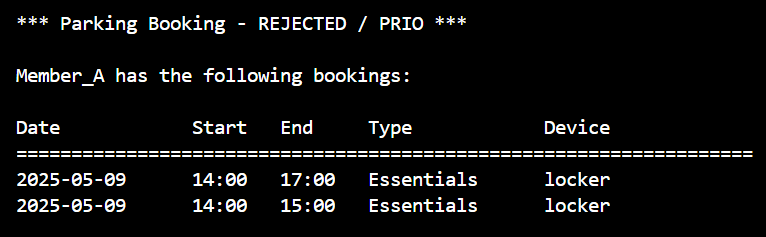 *** Parking Booking - REJECTED / PRIO ***
Member_A has the following bookings:
Date Start End Type Device
===================================================================
2025-05-09 14:00 17:00 Essentials locker
2025-05-09 14:00 15:00 Essentials locker